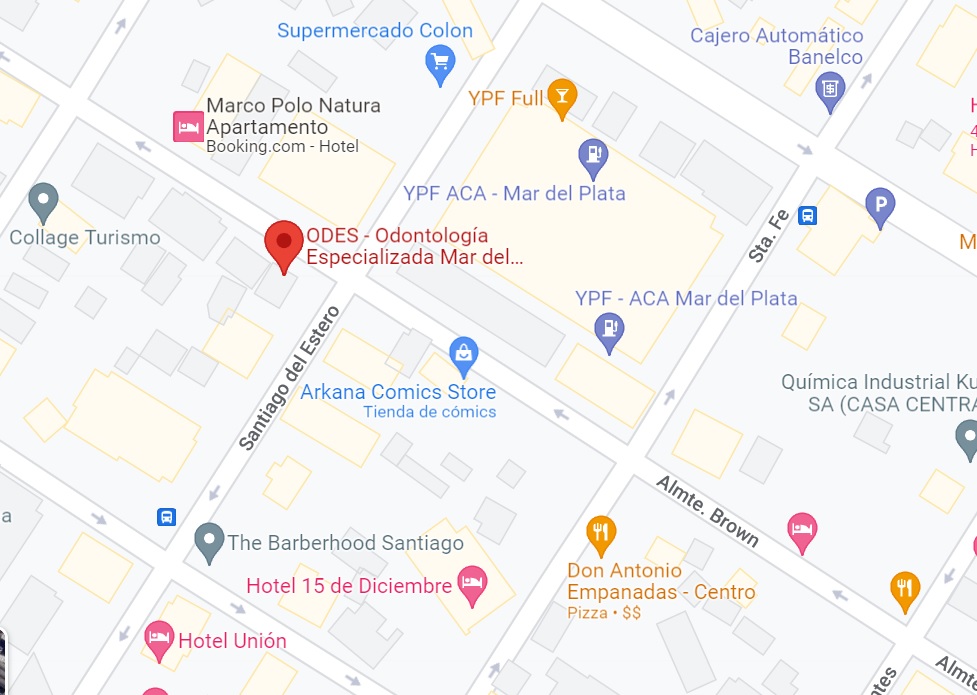 Supermercado Colon
Cajero Automático
Banelco
YPF Full
Marco Polo Natura
Apartamento
Booking.com - Hotel
YPF ACA - Mar del Plata
P
Collage Turismo
ODES - Odontología
Especializada Mar del...
Sta. Fe
M
YPF - ACA Mar del Plata
Santiago del Estero
Arkana Comics Store
Tienda de cómics
Química Industrial Ku
SA (CASA CENTRA
Almte. Brown
a
The Barberhood Santiago
Don Antonio
Empanadas - Centro
Pizza • $$
Hotel 15 de Diciembre
Hotel Unión
Almte
tes